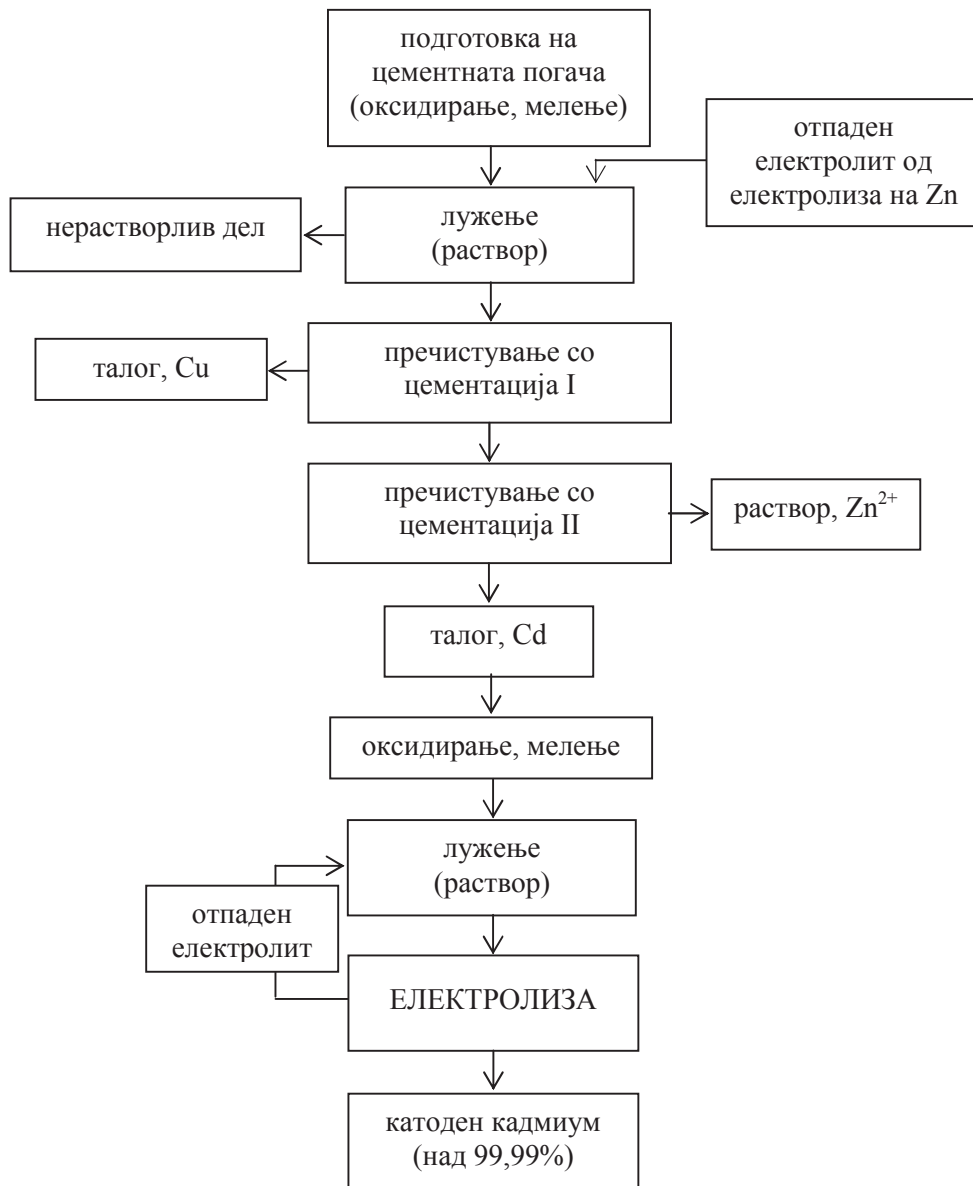 подготовка на
цементната погача
(оксидирање, мелење)
отпаден
електролит од
електролиза на Zn
нерастворлив дел
лужење
(раствор)
талог, Cu
пречистување со
цементација I
пречистување со
цементација II
раствор, Zn²⁺
талог, Cd
оксидирање, мелење
лужење
(раствор)
отпаден
електролит
ЕЛЕКТРОЛИЗА
катоден кадмиум
(над 99,99%)